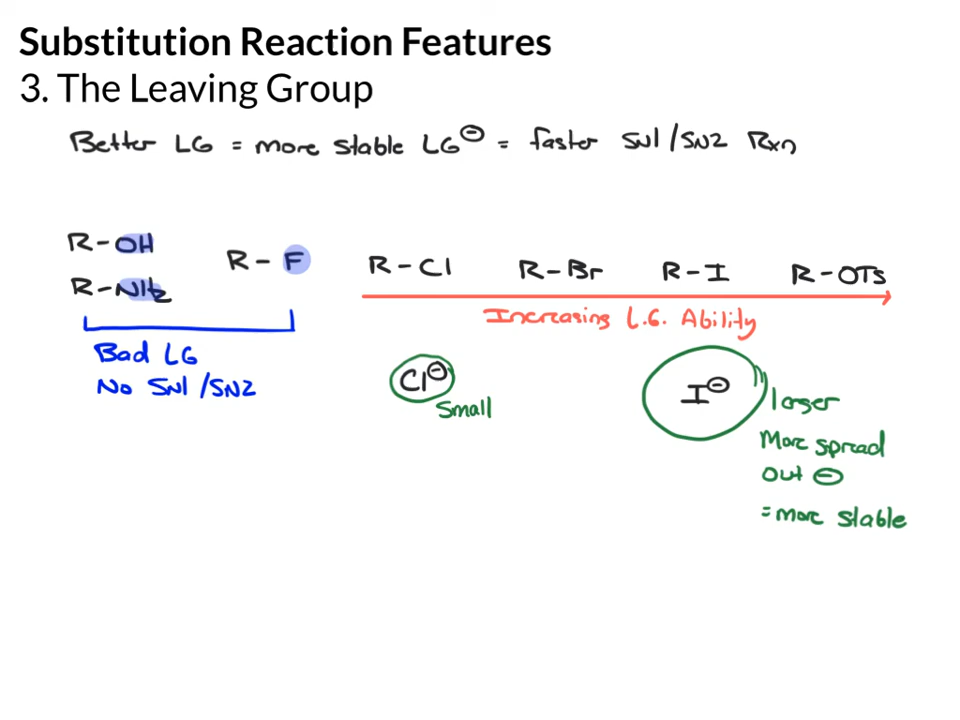 Substitution Reaction Features
3. The Leaving Group
Better LG = more stable LG⊖ = faster SN1/SN2 Rxn
R-OH
R-NH2
R-F
R-Cl
R-Br
R-I
R-OTs
Increasing L.G. Ability
Bad LG
No SN1/SN2
Cl⊖
Small
I⊖
larger
More spread
out ⊖
=more stable